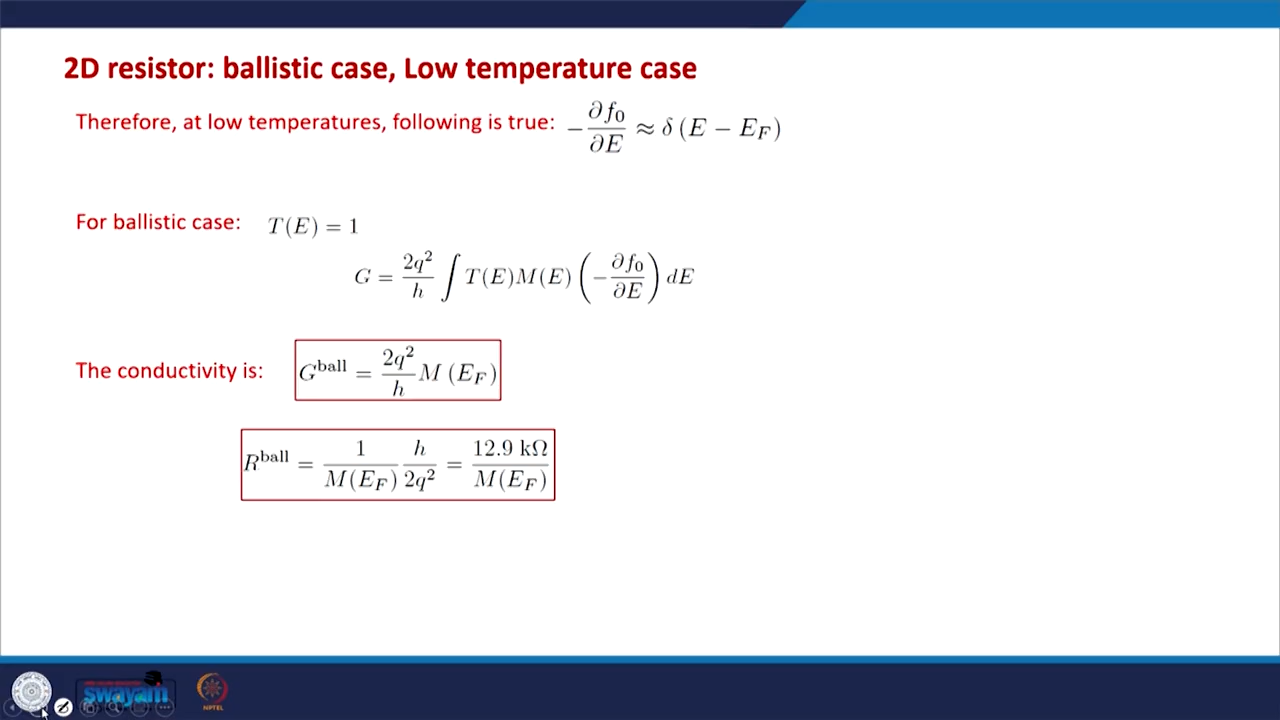 2D resistor: ballistic case, Low temperature case
Therefore, at low temperatures, following is true: −∂f₀/∂E ≈ δ (E − E_F)
For ballistic case: T(E) = 1
G = 2q²/h ∫ T(E)M(E) (−∂f₀/∂E) dE
The conductivity is: G^ball = 2q²/h M (E_F)
R^ball = 1/M(E_F) h/2q² = 12.9 kΩ/M(E_F)
swayam
NPTEL